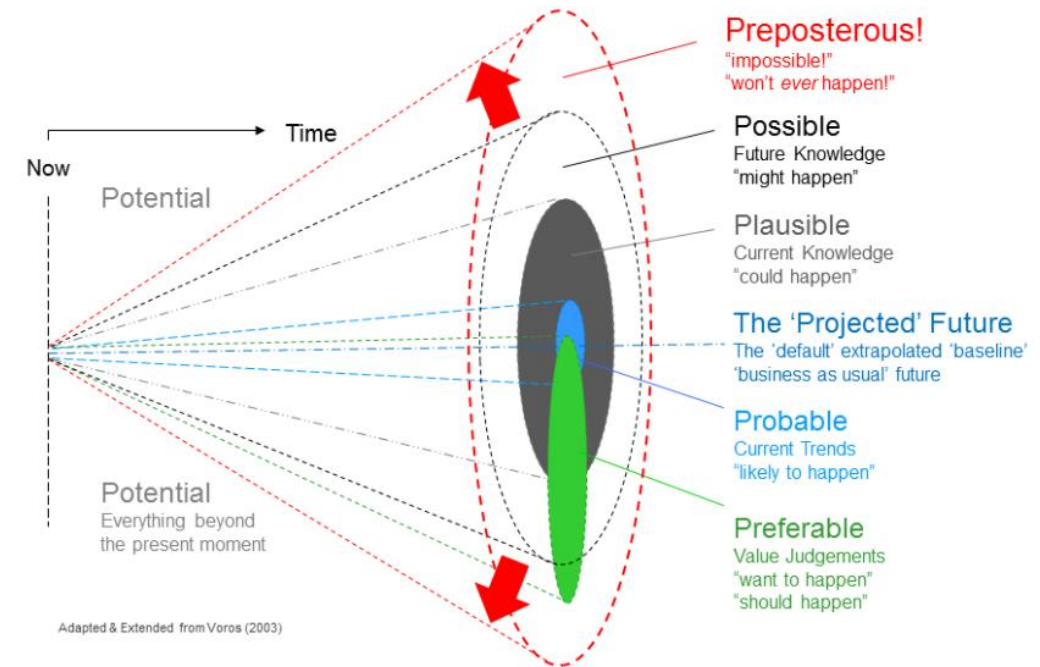 Preposterous!
“impossible!”
“won’t ever happen!”
Time
Now
Potential
Possible
Future Knowledge
“might happen”
Plausible
Current Knowledge
“could happen”
The ‘Projected’ Future
The ‘default’ extrapolated ‘baseline’
‘business as usual’ future
Probable
Current Trends
“likely to happen”
Potential
Everything beyond
the present moment
Preferable
Value Judgements
“want to happen”
“should happen”
Adapted & Extended from Voros (2003)